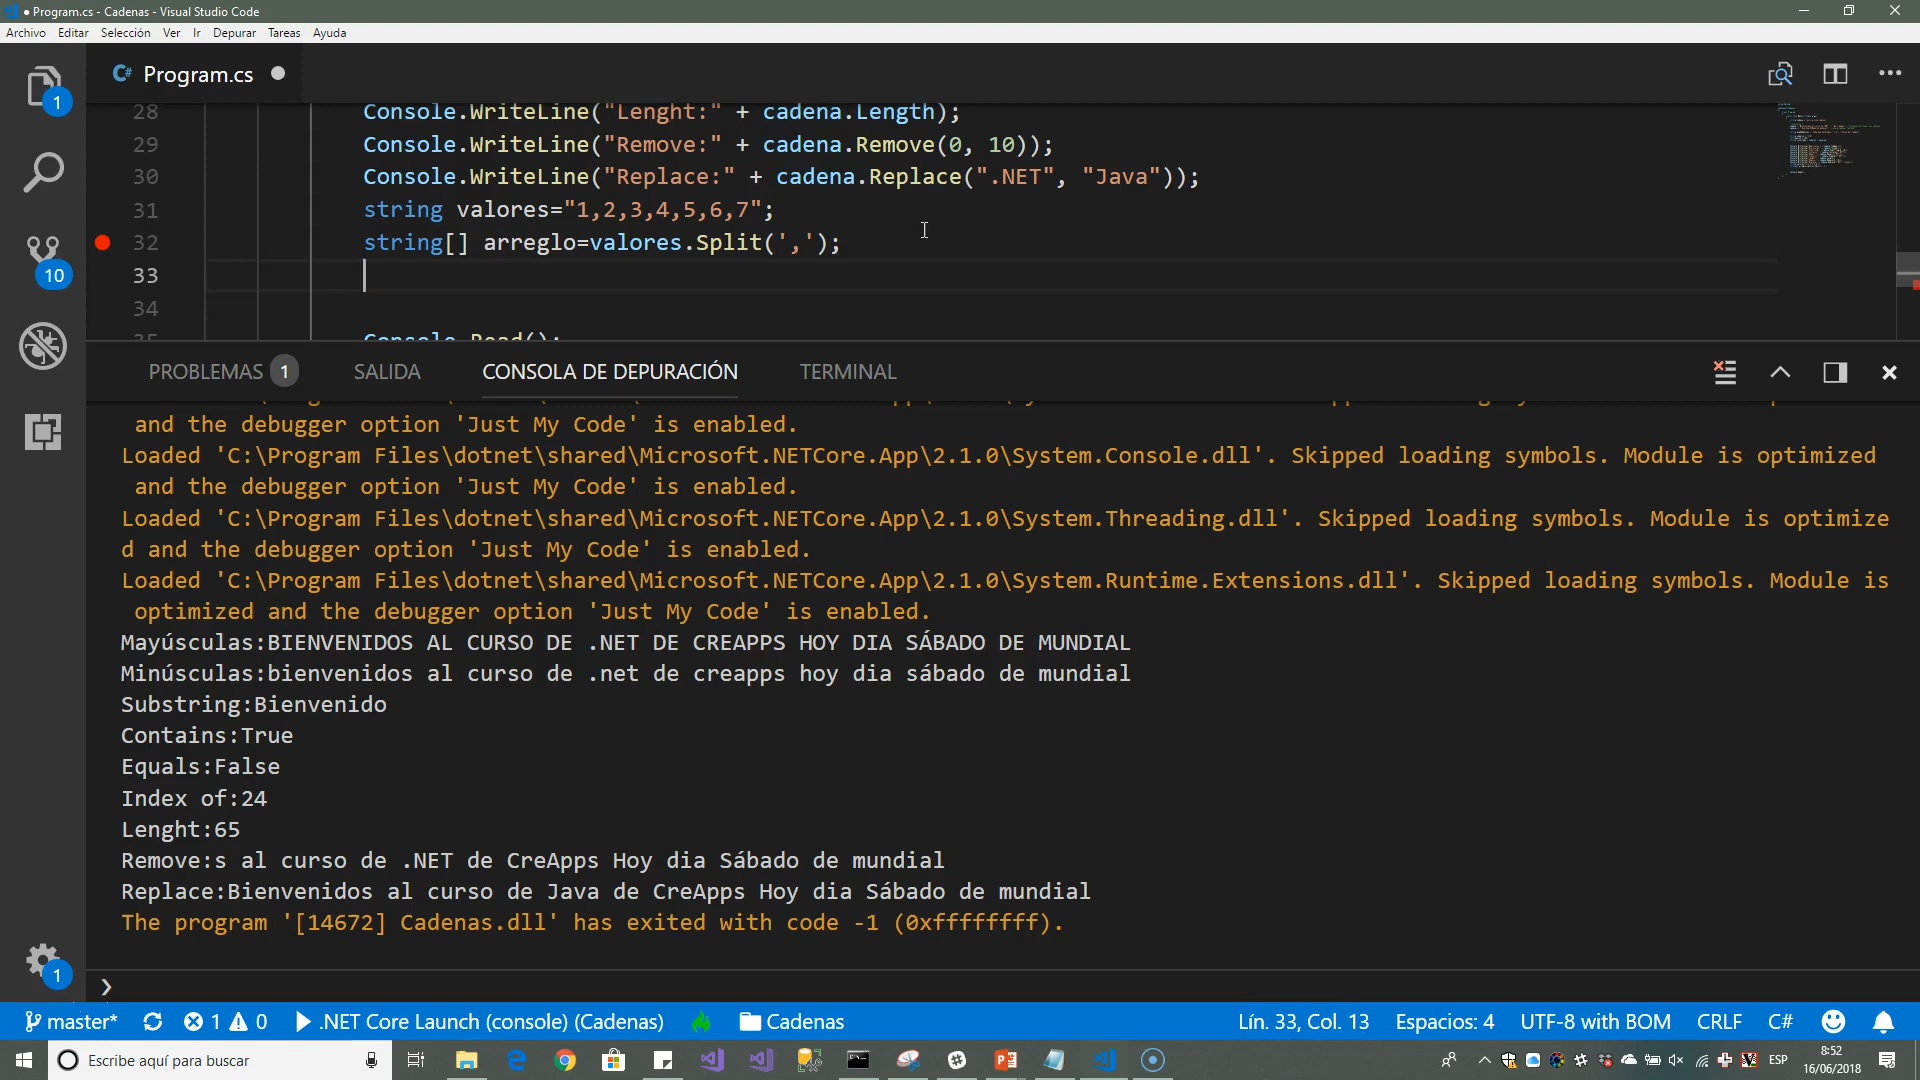 ● Program.cs - Cadenas - Visual Studio Code
Archivo Editar Selección Ver Ir Depurar Tareas Ayuda
Program.cs
28 Console.WriteLine("Lenght:" + cadena.Length);
29 Console.WriteLine("Remove:" + cadena.Remove(0, 10));
30 Console.WriteLine("Replace:" + cadena.Replace(".NET", "Java"));
31 string valores="1,2,3,4,5,6,7";
32 string[] arreglo=valores.Split(',');
33
34
35 Console.Read();
1
10
PROBLEMAS 1 SALIDA CONSOLA DE DEPURACIÓN TERMINAL
and the debugger option 'Just My Code' is enabled.
Loaded 'C:\Program Files\dotnet\shared\Microsoft.NETCore.App\2.1.0\System.Console.dll'. Skipped loading symbols. Module is optimized
and the debugger option 'Just My Code' is enabled.
Loaded 'C:\Program Files\dotnet\shared\Microsoft.NETCore.App\2.1.0\System.Threading.dll'. Skipped loading symbols. Module is optimize
d and the debugger option 'Just My Code' is enabled.
Loaded 'C:\Program Files\dotnet\shared\Microsoft.NETCore.App\2.1.0\System.Runtime.Extensions.dll'. Skipped loading symbols. Module is
optimized and the debugger option 'Just My Code' is enabled.
Mayúsculas:BIENVENIDOS AL CURSO DE .NET DE CREAPPS HOY DIA SÁBADO DE MUNDIAL
Minúsculas:bienvenidos al curso de .net de creapps hoy dia sábado de mundial
Substring:Bienvenido
Contains:True
Equals:False
Index of:24
Lenght:65
Remove:s al curso de .NET de CreApps Hoy dia Sábado de mundial
Replace:Bienvenidos al curso de Java de CreApps Hoy dia Sábado de mundial
The program '[14672] Cadenas.dll' has exited with code -1 (0xffffffff).
1
master* 1 0 .NET Core Launch (console) (Cadenas) Cadenas Lín. 33, Col. 13 Espacios: 4 UTF-8 with BOM CRLF C#
Escribe aquí para buscar
ESP
8:52
16/06/2018